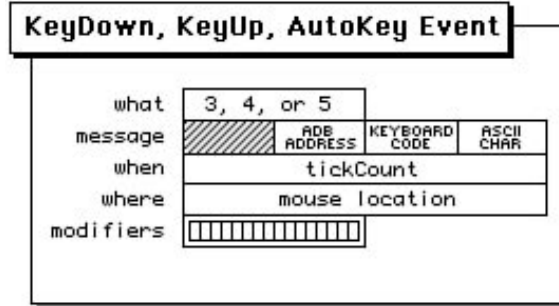 KeyDown, KeyUp, AutoKey Event
what 3, 4, or 5
message ADB ADDRESS KEYBOARD CODE ASCII CHAR
when tickCount
where mouse location
modifiers